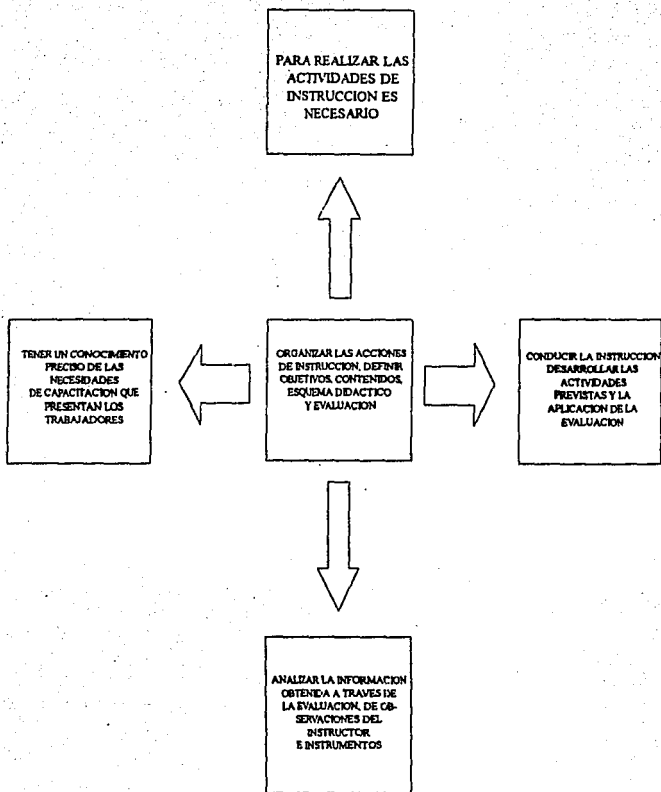 PARA REALIZAR LAS
ACTIVIDADES DE
INSTRUCCION ES
NECESARIO
TENER UN CONOCIMIENTO
PRECISO DE LAS
NECESIDADES
DE CAPACITACION QUE
PRESENTAN LOS
TRABAJADORES
ORGANIZAR LAS ACCIONES
DE INSTRUCCION, DEFINIR
OBJETIVOS, CONTENIDOS,
ESQUEMA DIDACTICO
Y EVALUACION
CONDUCIR LA INSTRUCCION
DESARROLLAR LAS
ACTIVIDADES
PREVISTAS Y LA
APLICACION DE LA
EVALUACION
ANALIZAR LA INFORMACION
OBTENIDA A TRAVES DE
LA EVALUACION, DE OB-
SERVACIONES DEL
INSTRUCTOR
E INSTRUMENTOS